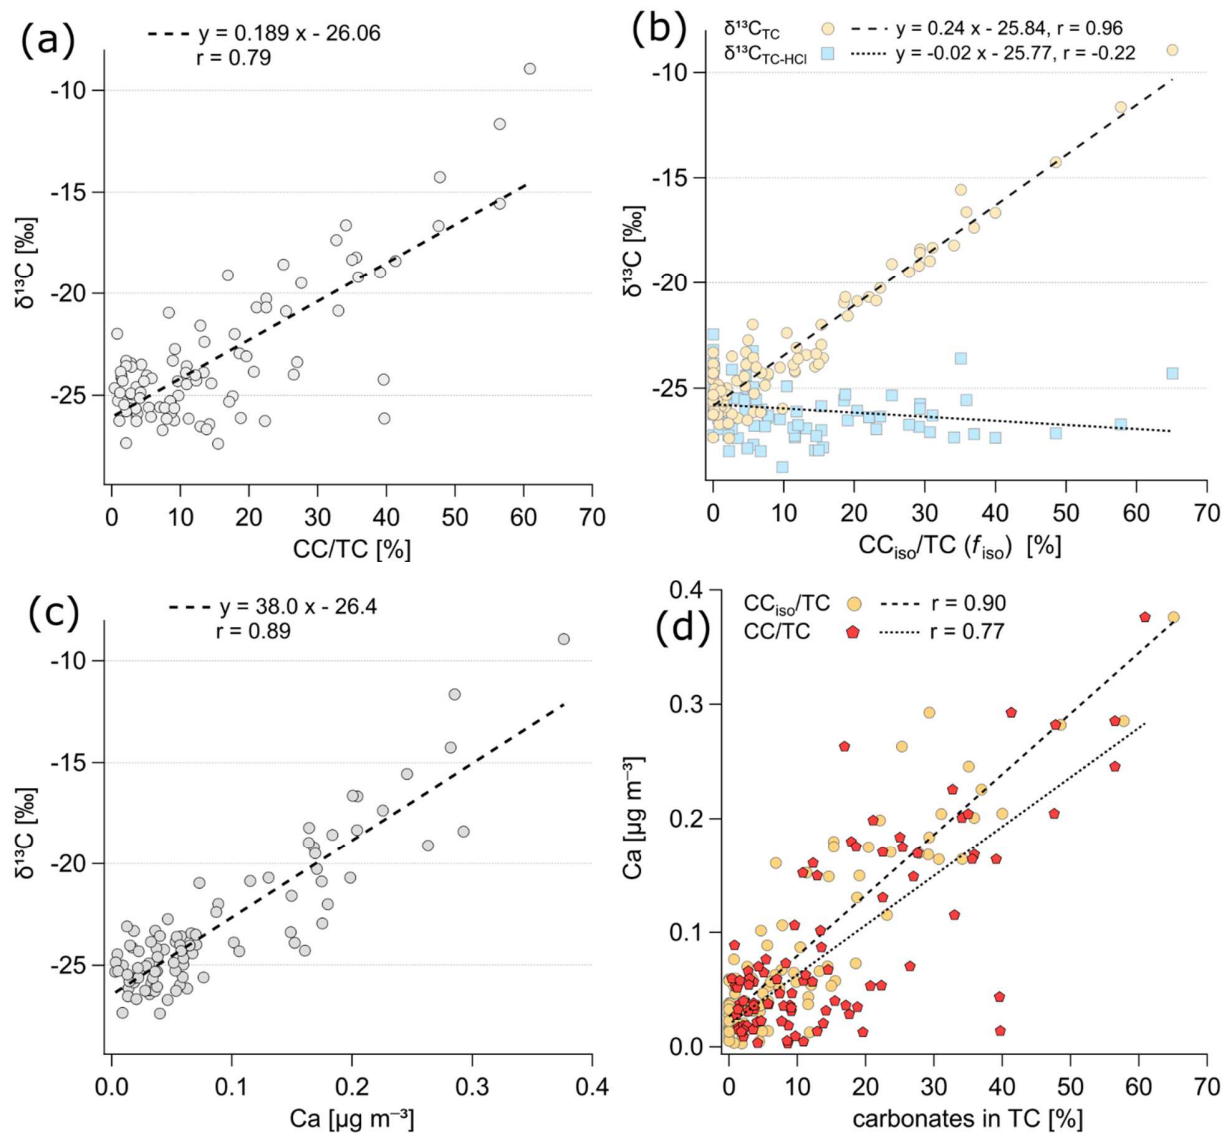 (a)
y = 0.189 x - 26.06
r = 0.79
δ¹³C [‰]
-10
-15
-20
-25
0 10 20 30 40 50 60 70
CC/TC [%]
(b)
δ¹³C_TC y = 0.24 x - 25.84, r = 0.96
δ¹³C_TC-HCl y = -0.02 x - 25.77, r = -0.22
δ¹³C [‰]
-10
-15
-20
-25
0 10 20 30 40 50 60 70
CC_iso/TC (f_iso) [%]
(c)
y = 38.0 x - 26.4
r = 0.89
δ¹³C [‰]
-10
-15
-20
-25
0.0 0.1 0.2 0.3 0.4
Ca [µg m⁻³]
(d)
CC_iso/TC r = 0.90
CC/TC r = 0.77
Ca [µg m⁻³]
0.4
0.3
0.2
0.1
0.0
0 10 20 30 40 50 60 70
carbonates in TC [%]